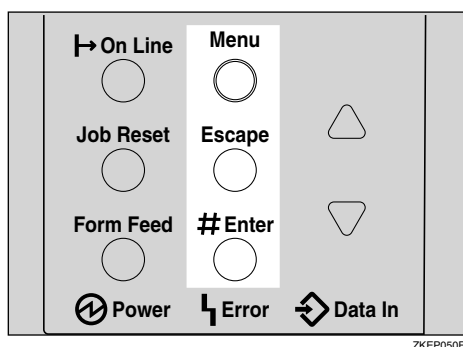 On Line Menu
Job Reset Escape
Form Feed # Enter
Power Error Data In
ZKEP050E